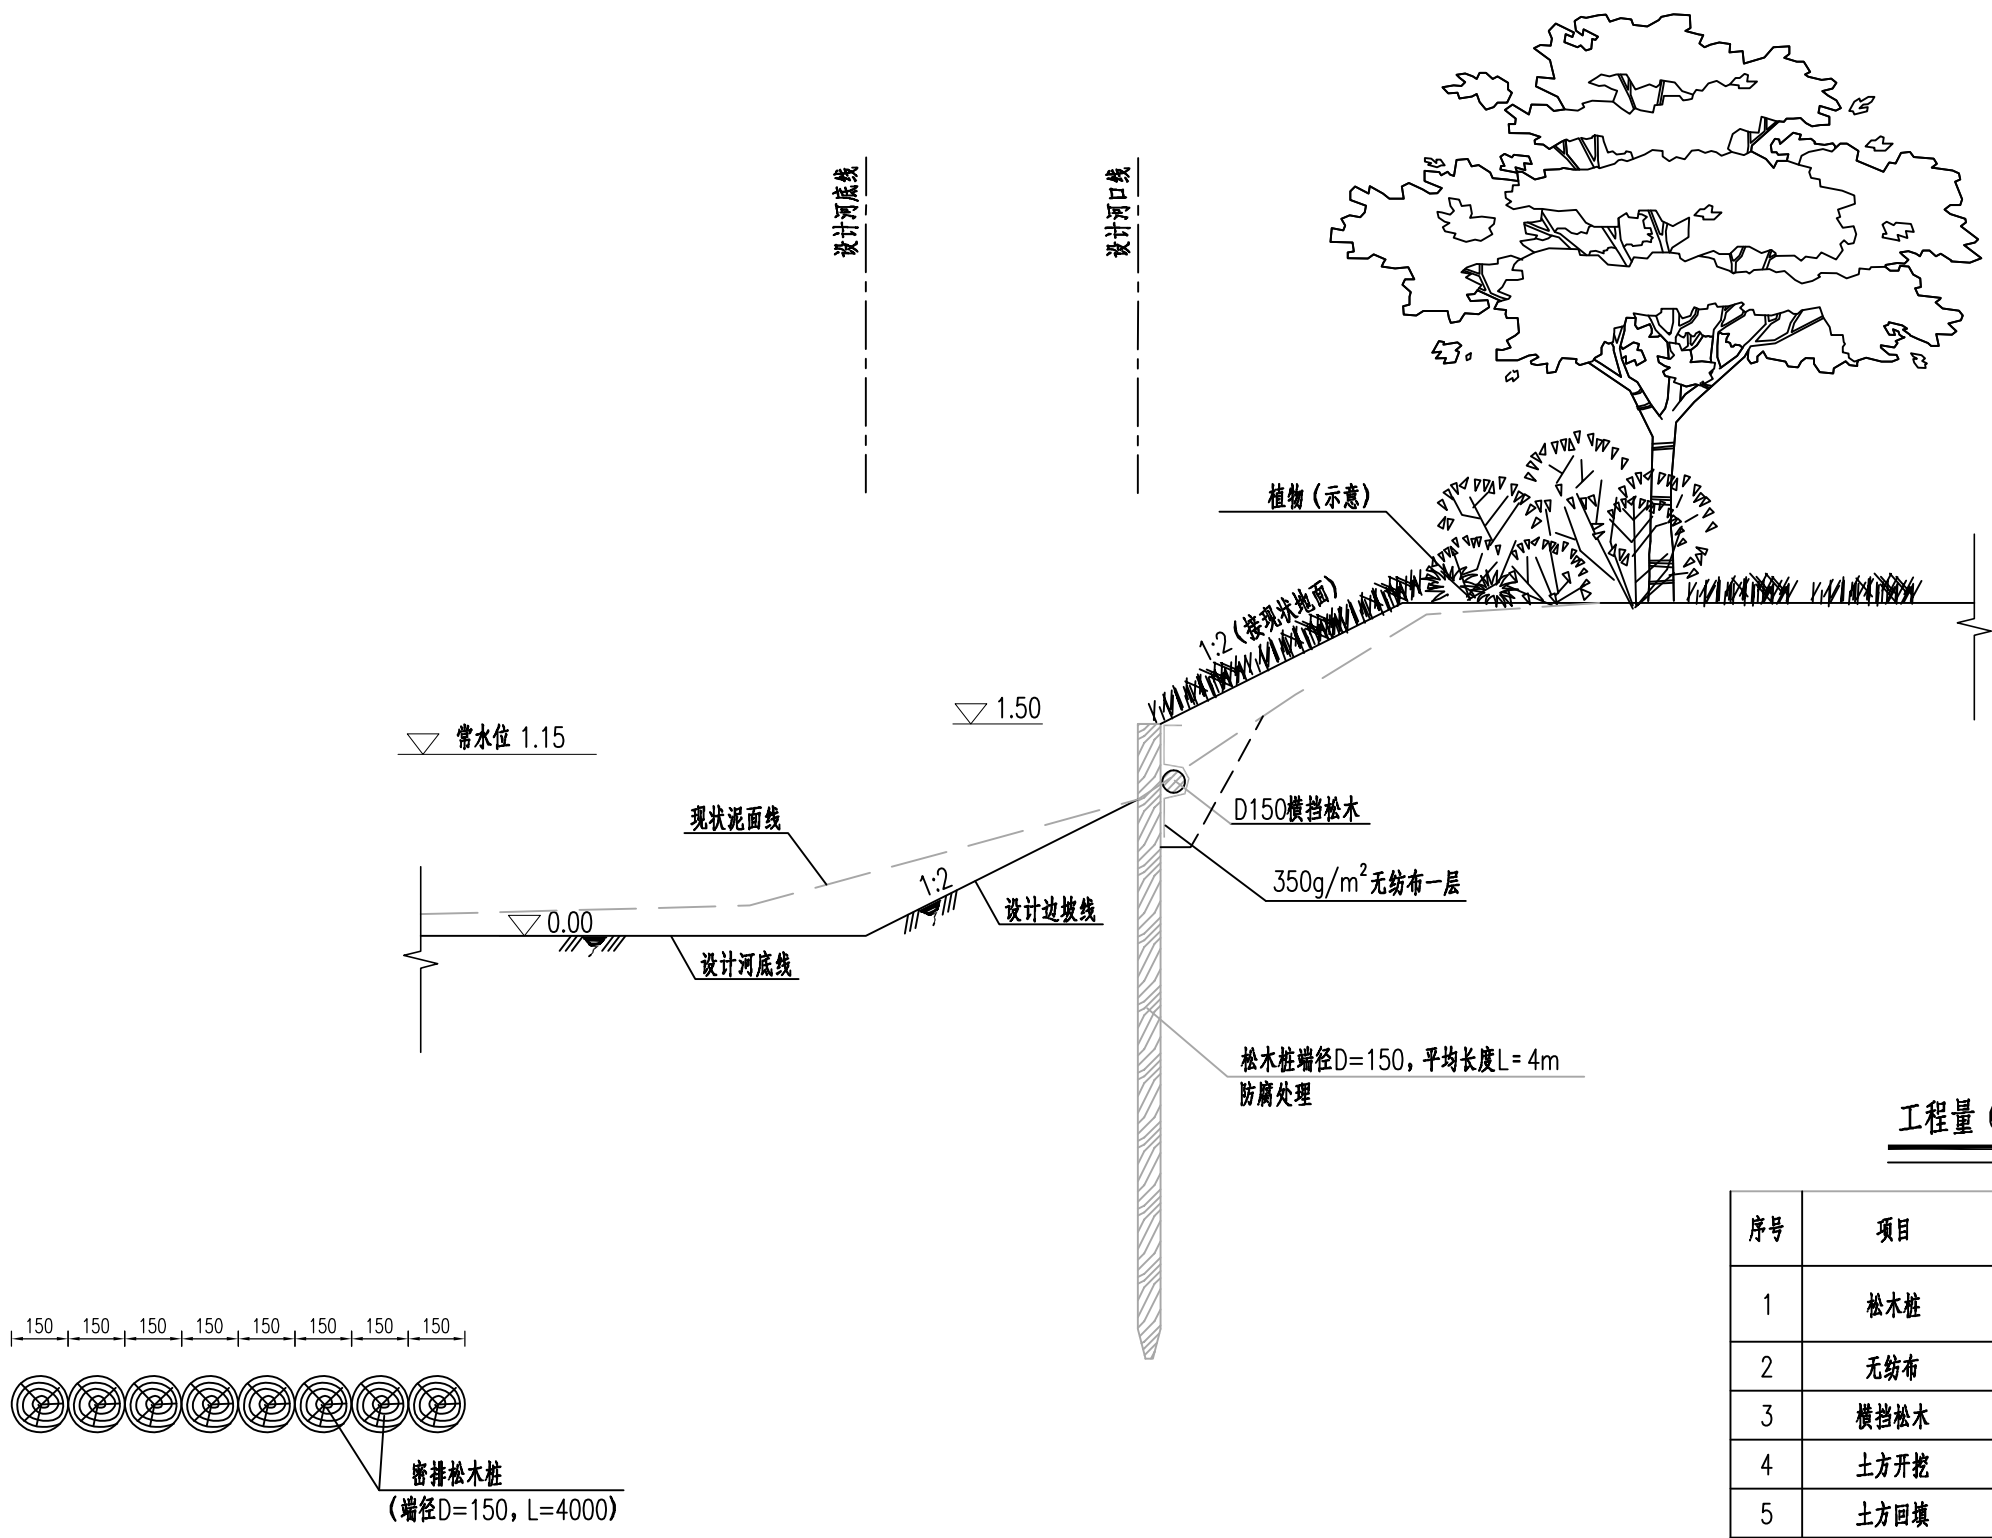 设计河底线
设计河口线
植物（示意）
1:2（接现状地面）
1.50
常水位 1.15
现状泥面线
D150横挡松木
1:2
350g/m²无纺布一层
设计边坡线
0.00
设计河底线
松木桩端径D=150，平均长度L=4m
防腐处理
工程量（
序号 项目
1 松木桩
2 无纺布
3 横挡松木
4 土方开挖
5 土方回填
150 150 150 150 150 150 150 150
密排松木桩
（端径D=150，L=4000）